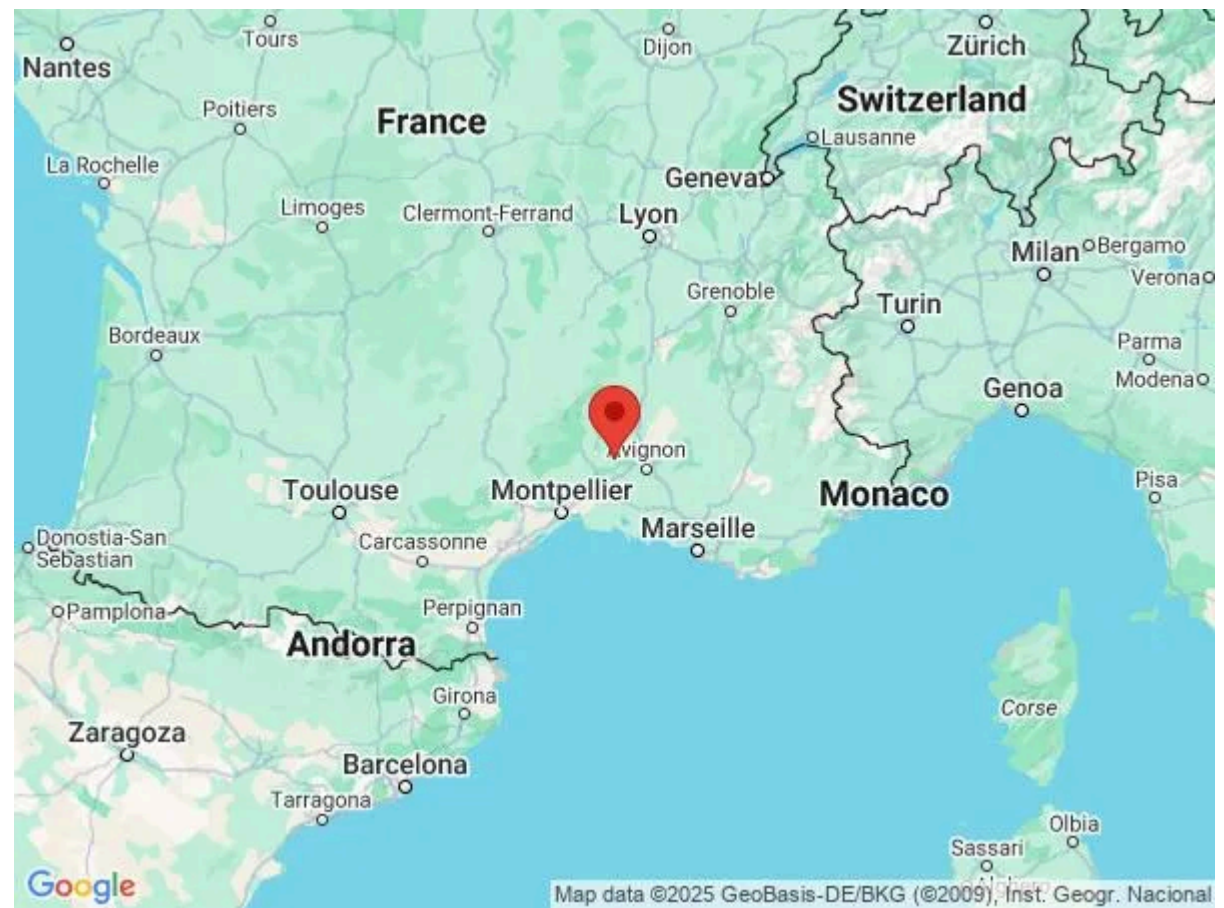 Tours
Dijon
Zürich
Nantes
Poitiers
France
Switzerland
Lausanne
La Rochelle
Geneva
Limoges
Clermont-Ferrand
Lyon
Milan
Bergamo
Verona
Grenoble
Turin
Bordeaux
Parma
Modena
Genoa
Avignon
Toulouse
Montpellier
Monaco
Pisa
Marseille
Donostia-San
Sebastián
Carcassonne
Pamplona
Perpignan
Andorra
Girona
Corse
Zaragoza
Barcelona
Tarragona
Olbia
Sassari
Google
Map data ©2025 GeoBasis-DE/BKG (©2009), Inst. Geogr. Nacional